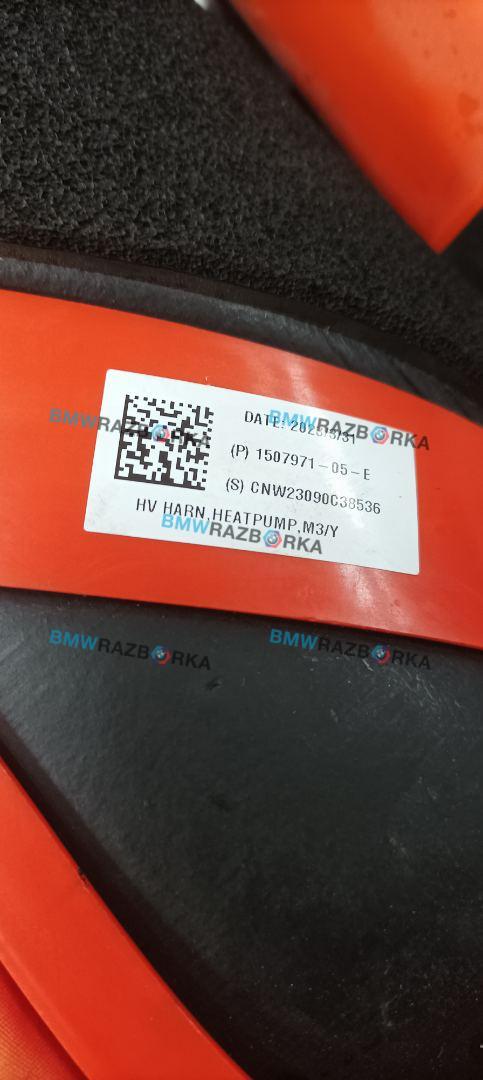 DATE:
(P) 1507971-05-E
(S) CNW23090C38536
HV HARN,HEATPUMP,M3/Y
BMWRAZBORKA
BMWRAZBORKA
BMWRAZBORKA
BMWRAZBORKA
BMWRAZBORKA